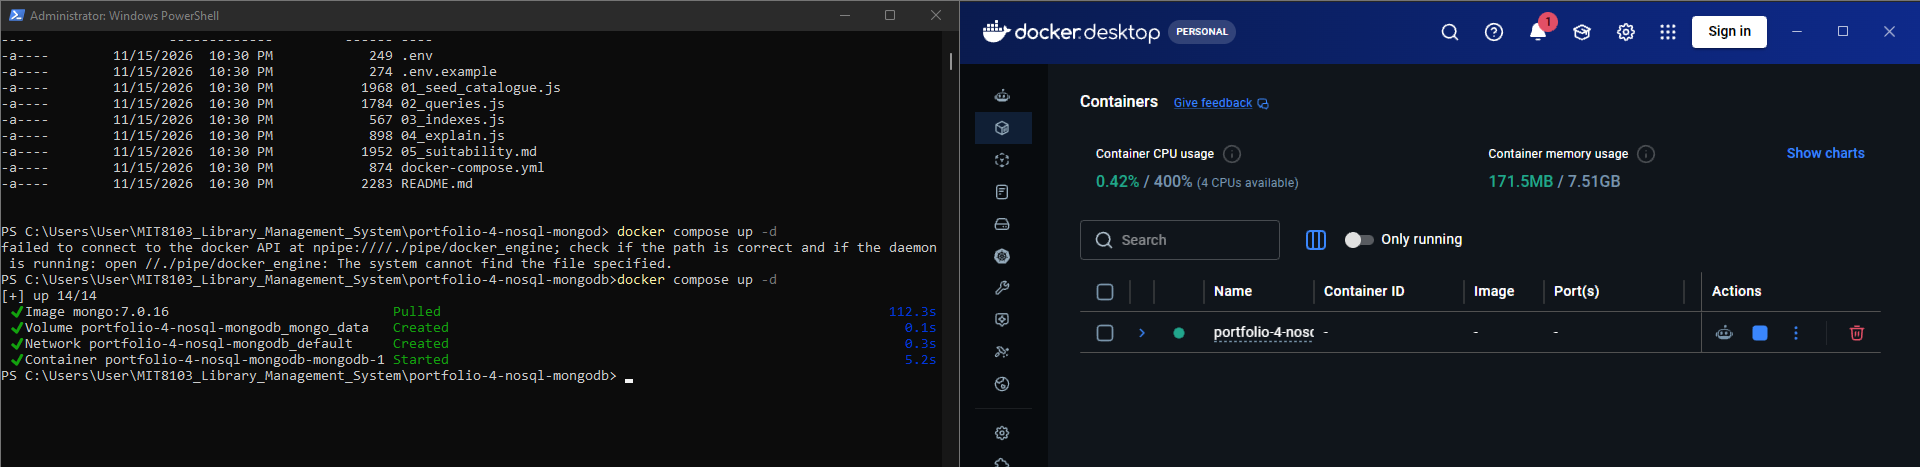 Administrator: Windows PowerShell
---- ------------- ------ ----
-a---- 11/15/2026 10:30 PM 249 .env
-a---- 11/15/2026 10:30 PM 274 .env.example
-a---- 11/15/2026 10:30 PM 1968 01_seed_catalogue.js
-a---- 11/15/2026 10:30 PM 1784 02_queries.js
-a---- 11/15/2026 10:30 PM 567 03_indexes.js
-a---- 11/15/2026 10:30 PM 898 04_explain.js
-a---- 11/15/2026 10:30 PM 1952 05_suitability.md
-a---- 11/15/2026 10:30 PM 874 docker-compose.yml
-a---- 11/15/2026 10:30 PM 2283 README.md
PS C:\Users\User\MIT8103_Library_Management_System\portfolio-4-nosql-mongod> docker compose up -d
failed to connect to the docker API at npipe:////./pipe/docker_engine; check if the path is correct and if the daemon
is running: open //./pipe/docker_engine: The system cannot find the file specified.
PS C:\Users\User\MIT8103_Library_Management_System\portfolio-4-nosql-mongodb>docker compose up -d
[+] up 14/14
✔Image mongo:7.0.16 Pulled 112.3s
✔Volume portfolio-4-nosql-mongodb_mongo_data Created 0.1s
✔Network portfolio-4-nosql-mongodb_default Created 0.3s
✔Container portfolio-4-nosql-mongodb-mongodb-1 Started 5.2s
PS C:\Users\User\MIT8103_Library_Management_System\portfolio-4-nosql-mongodb>
docker.desktop PERSONAL 1 Sign in
Containers Give feedback
Container CPU usage
0.42% / 400% (4 CPUs available)
Container memory usage
171.5MB / 7.51GB
Show charts
Search
Only running
Name Container ID Image Port(s) Actions
portfolio-4-nosc - - -